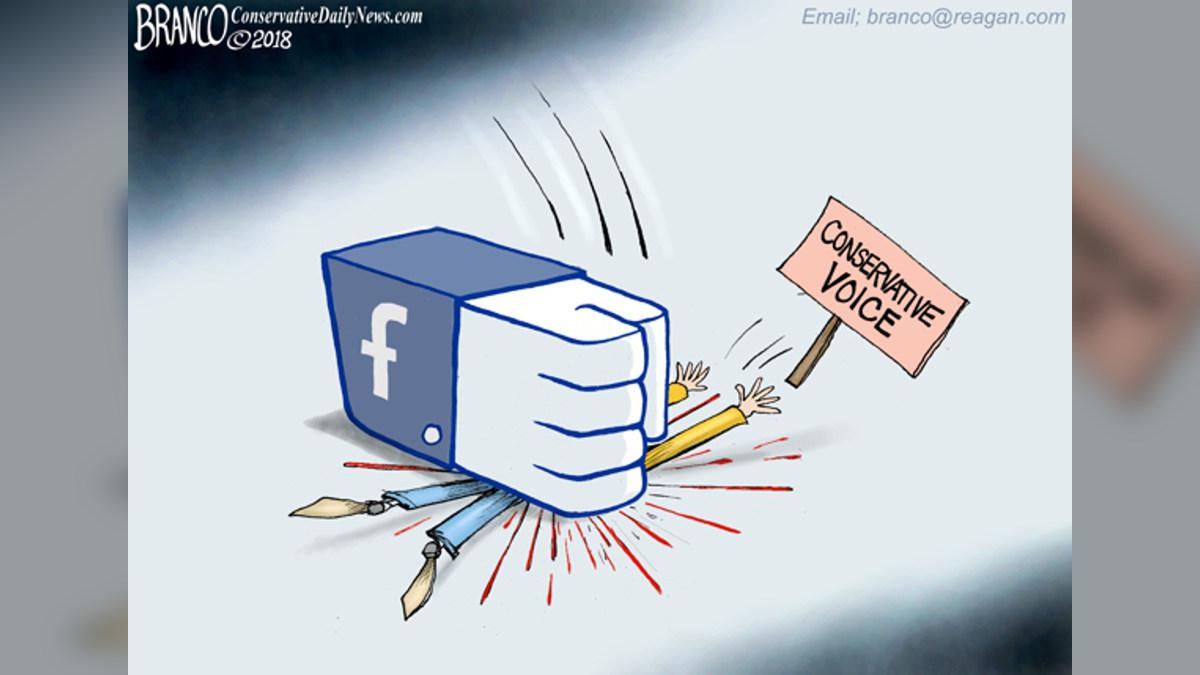 BRANCO ConservativeDailyNews.com
©2018
Email; branco@reagan.com
f
CONSERVATIVE
VOICE